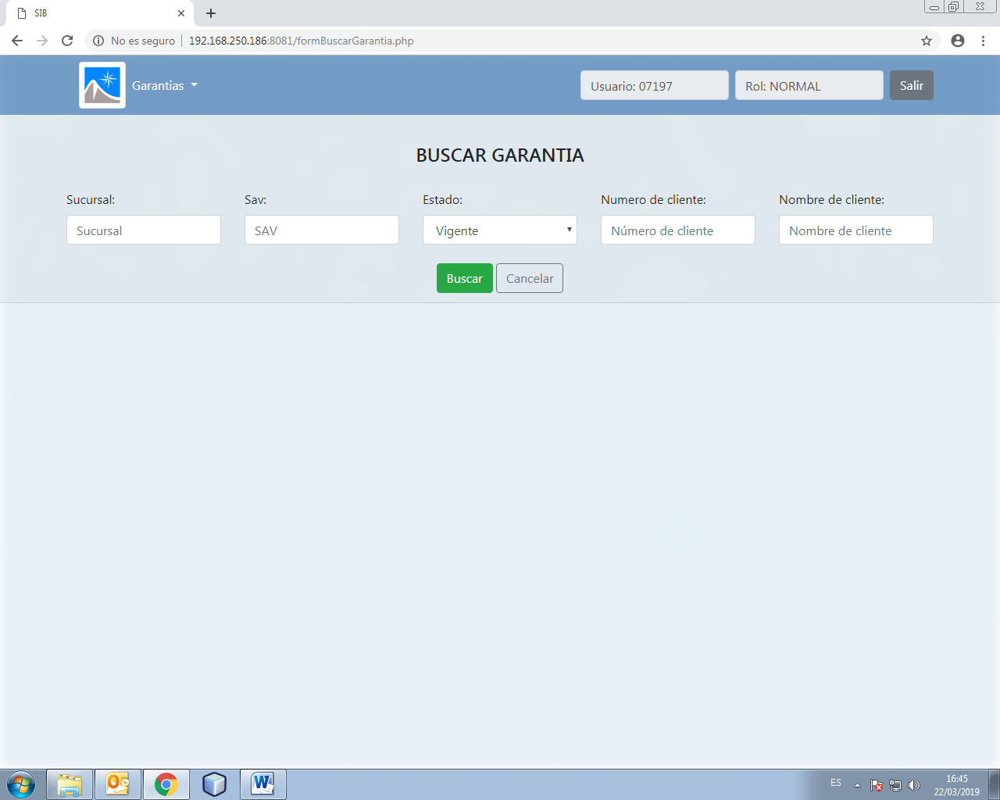 SIB
No es seguro
192.168.250.186:8081/formBuscarGarantia.php
Garantias
Usuario: 07197
Rol: NORMAL
Salir
BUSCAR GARANTIA
Sucursal:
Sav:
Estado:
Numero de cliente:
Nombre de cliente:
Sucursal
SAV
Vigente
Número de cliente
Nombre de cliente
Buscar
Cancelar
ES
16:45
22/03/2019